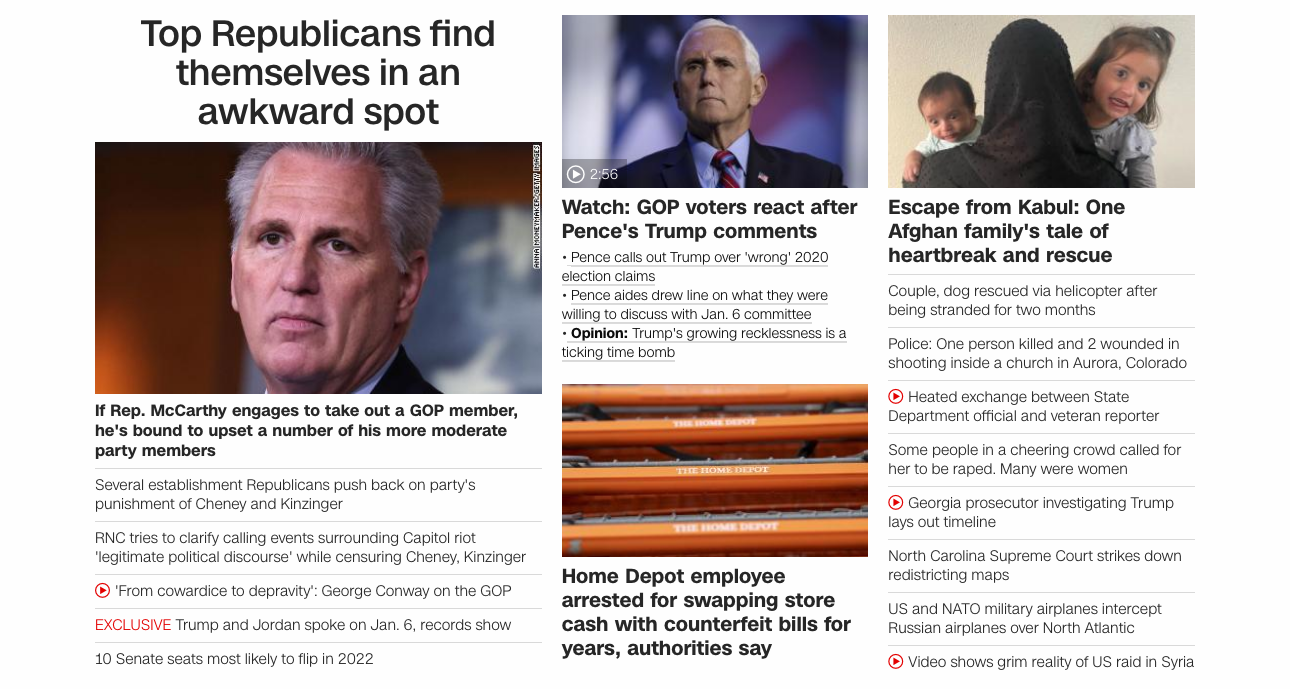 Top Republicans find
themselves in an
awkward spot
ANNA MONEYMAKER/GETTY IMAGES
If Rep. McCarthy engages to take out a GOP member,
he's bound to upset a number of his more moderate
party members
Several establishment Republicans push back on party's
punishment of Cheney and Kinzinger
RNC tries to clarify calling events surrounding Capitol riot
'legitimate political discourse' while censuring Cheney, Kinzinger
'From cowardice to depravity': George Conway on the GOP
EXCLUSIVE Trump and Jordan spoke on Jan. 6, records show
10 Senate seats most likely to flip in 2022
2:56
Watch: GOP voters react after
Pence's Trump comments
• Pence calls out Trump over 'wrong' 2020
election claims
• Pence aides drew line on what they were
willing to discuss with Jan. 6 committee
• Opinion: Trump's growing recklessness is a
ticking time bomb
THE HOME DEPOT
THE HOME DEPOT
THE HOME DEPOT
Home Depot employee
arrested for swapping store
cash with counterfeit bills for
years, authorities say
Escape from Kabul: One
Afghan family's tale of
heartbreak and rescue
Couple, dog rescued via helicopter after
being stranded for two months
Police: One person killed and 2 wounded in
shooting inside a church in Aurora, Colorado
Heated exchange between State
Department official and veteran reporter
Some people in a cheering crowd called for
her to be raped. Many were women
Georgia prosecutor investigating Trump
lays out timeline
North Carolina Supreme Court strikes down
redistricting maps
US and NATO military airplanes intercept
Russian airplanes over North Atlantic
Video shows grim reality of US raid in Syria